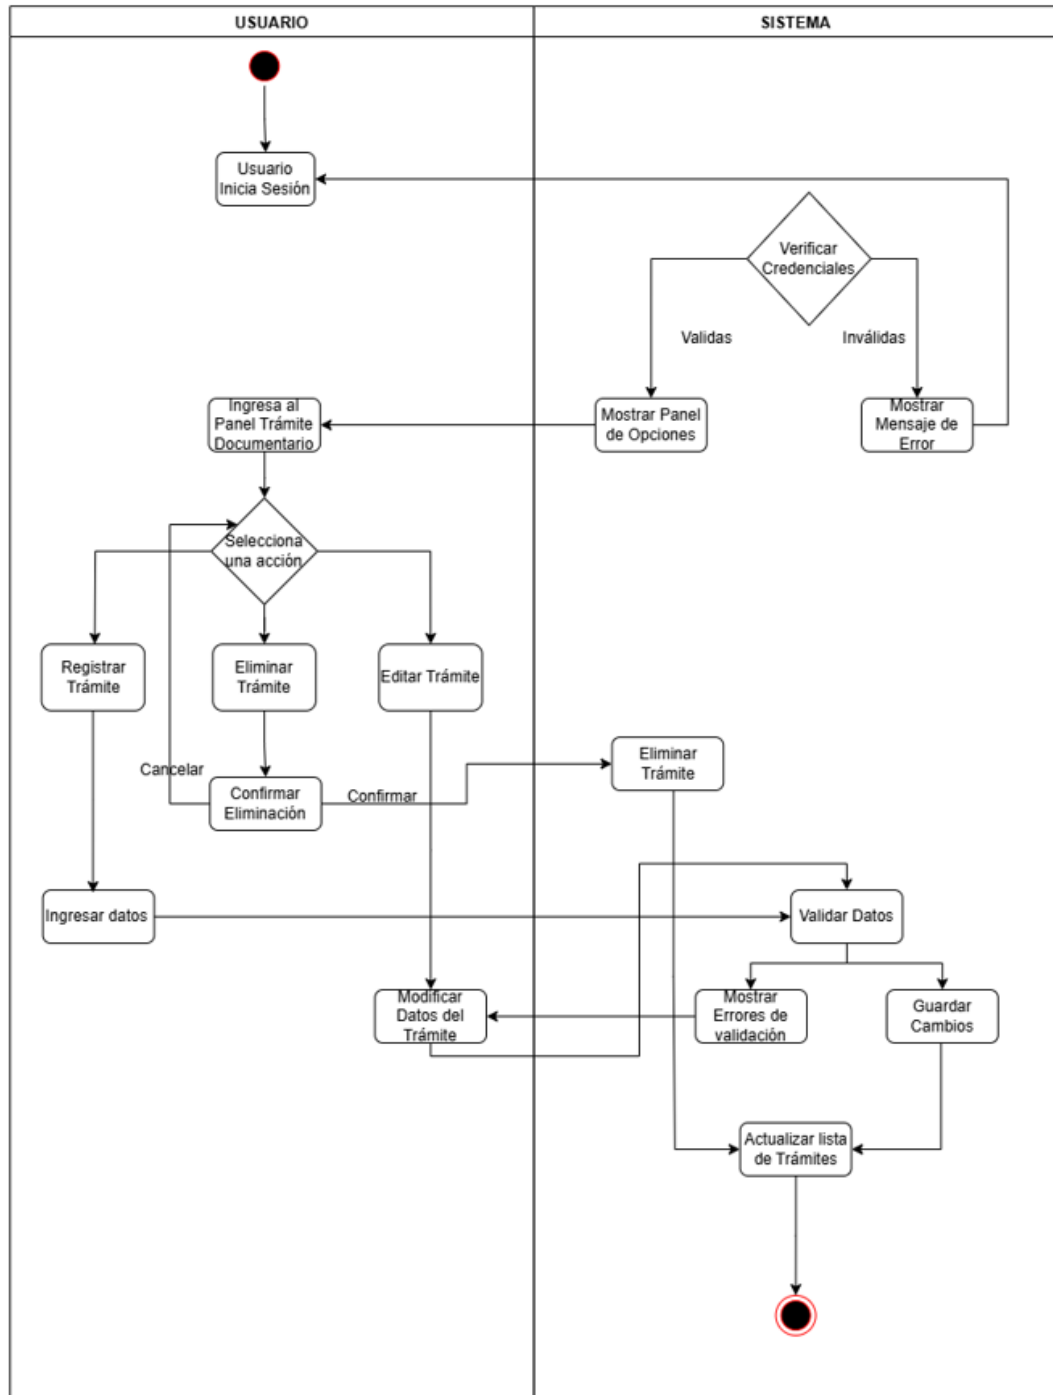 USUARIO
SISTEMA
Usuario
Inicia Sesión
Verificar
Credenciales
Validas
Inválidas
Ingresa al
Panel Trámite
Documentario
Mostrar Panel
de Opciones
Mostrar
Mensaje de
Error
Selecciona
una acción
Registrar
Trámite
Eliminar
Trámite
Editar Trámite
Cancelar
Confirmar
Eliminación
Confirmar
Eliminar
Trámite
Ingresar datos
Validar Datos
Modificar
Datos del
Trámite
Mostrar
Errores de
validación
Guardar
Cambios
Actualizar lista
de Trámites